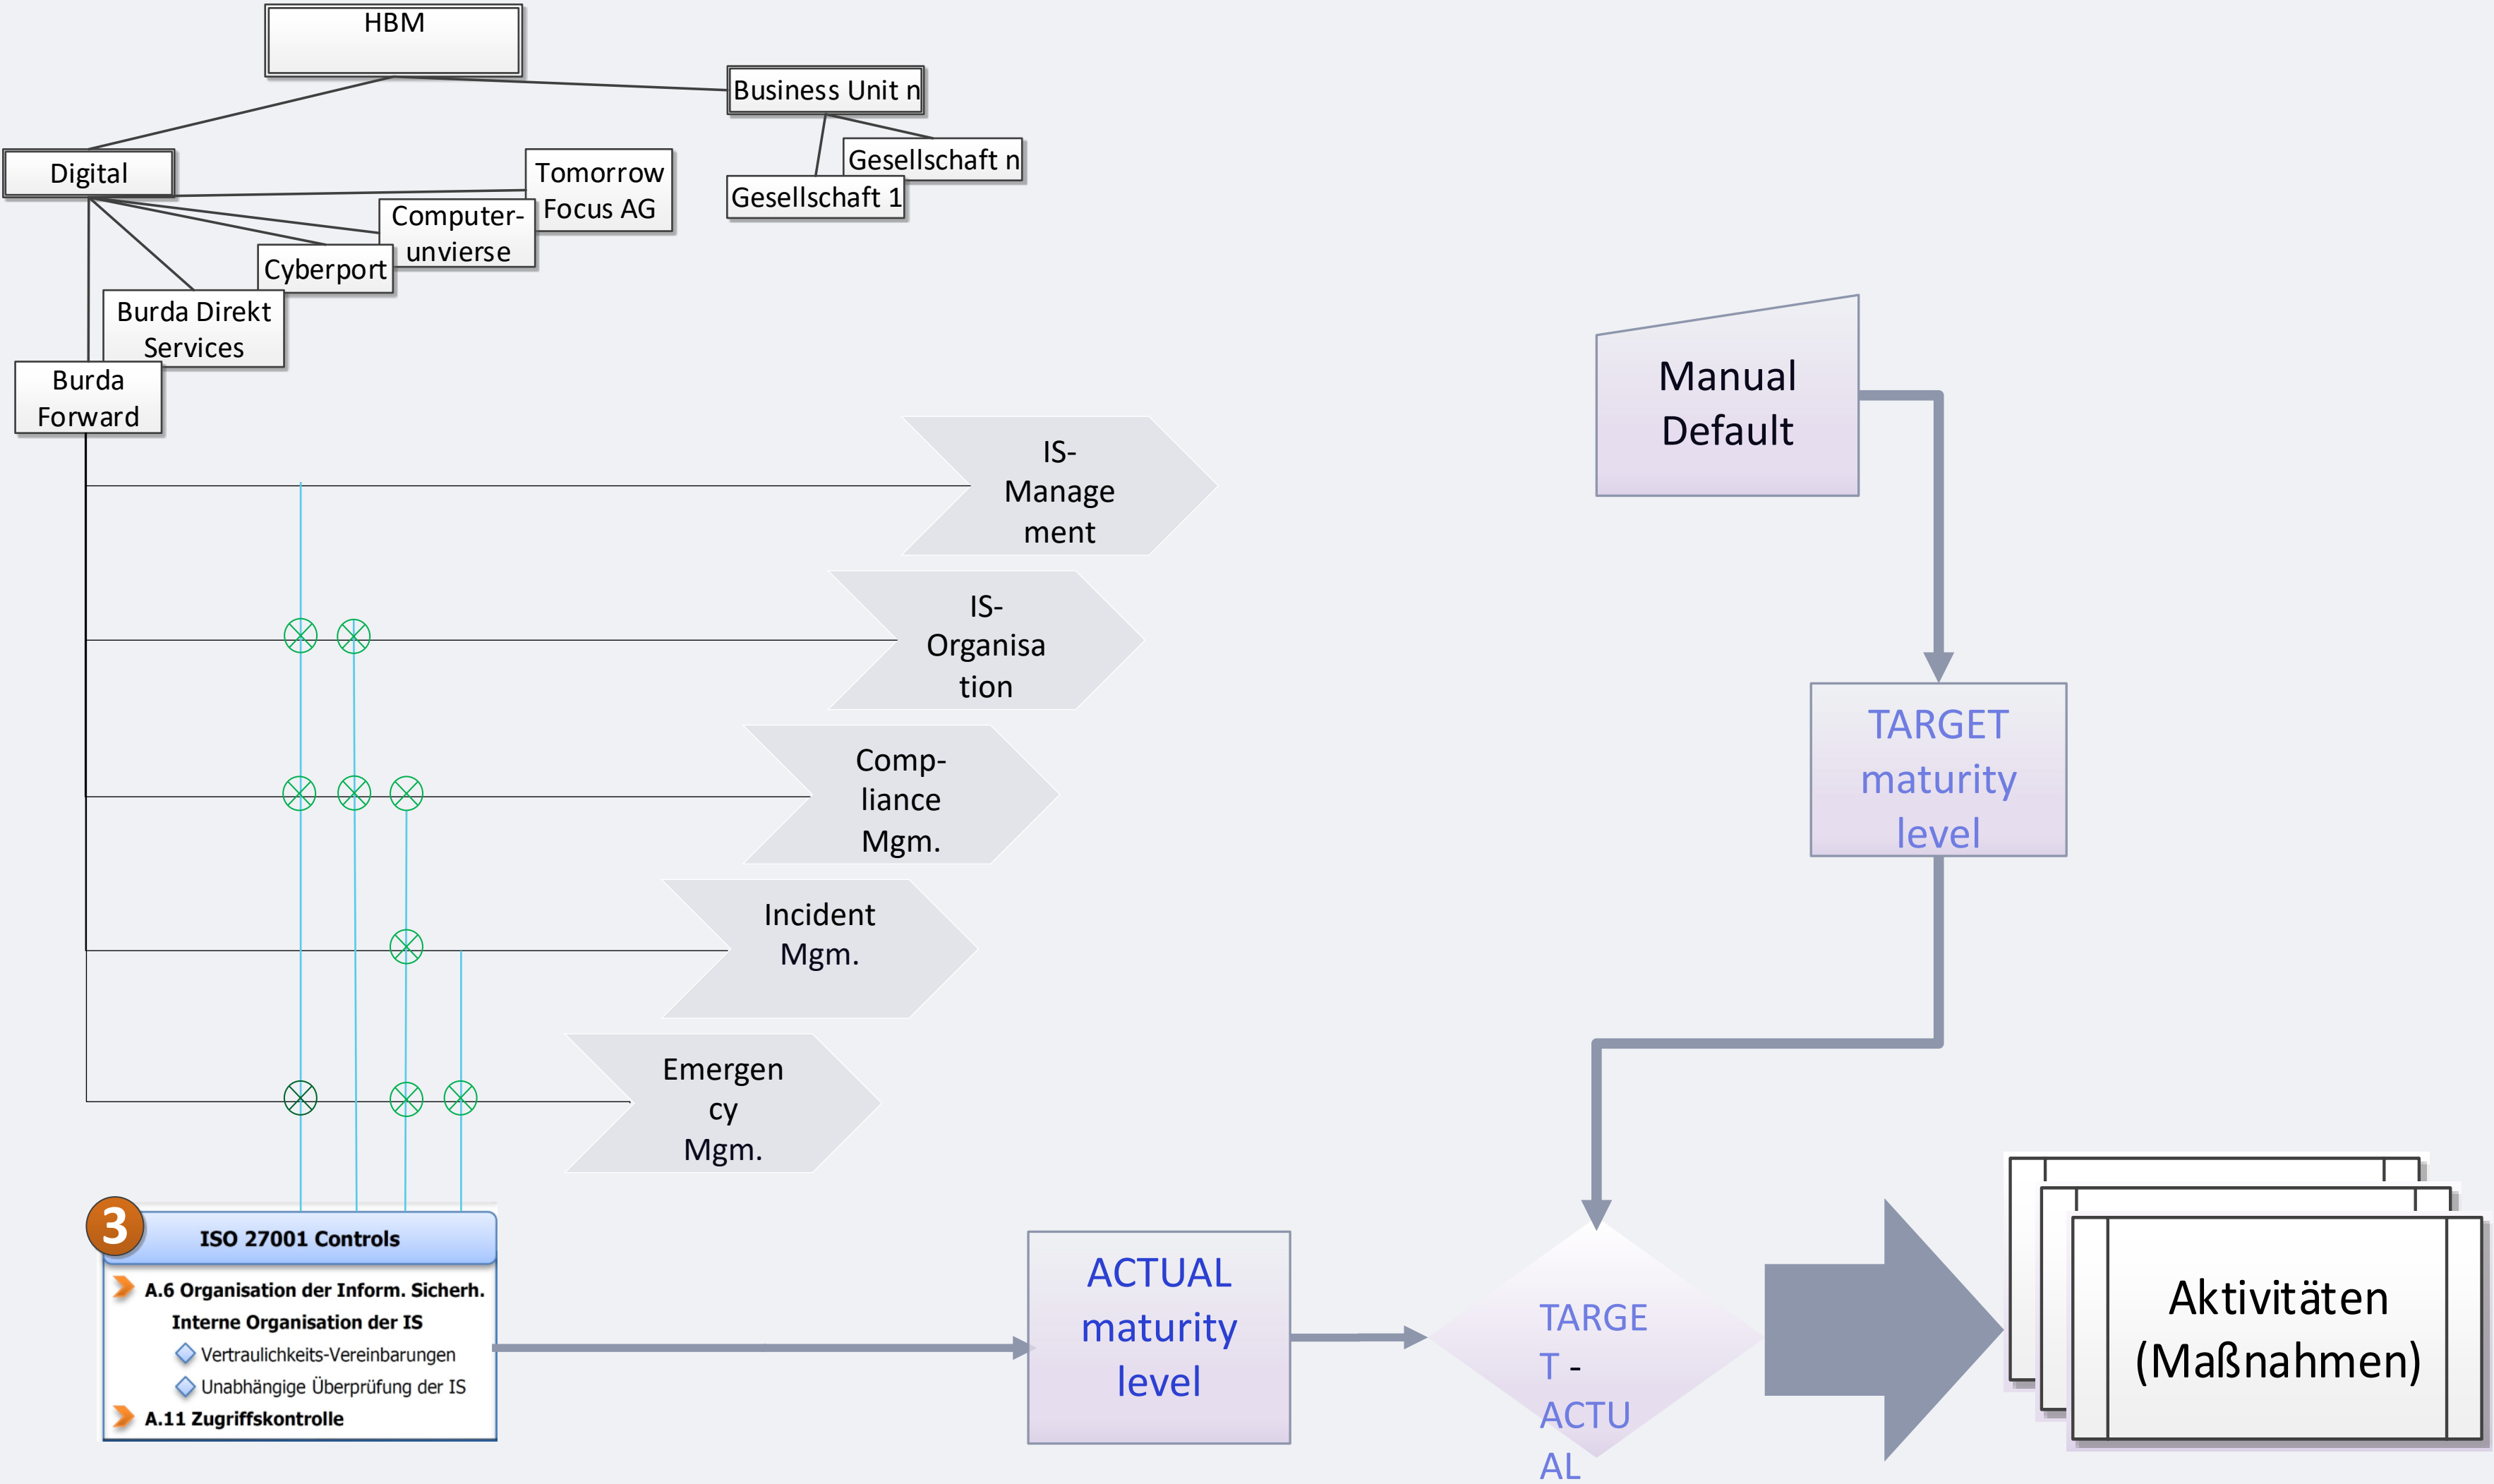 HBM
Business Unit n
Gesellschaft n
Gesellschaft 1
Digital
Tomorrow
Focus AG
Computer-
unvierse
Cyberport
Burda Direkt
Services
Burda
Forward
IS-
Manage
ment
IS-
Organisa
tion
Comp-
liance
Mgm.
Incident
Mgm.
Emergen
cy
Mgm.
Manual
Default
TARGET
maturity
level
3
ISO 27001 Controls
A.6 Organisation der Inform. Sicherh.
Interne Organisation der IS
Vertraulichkeits-Vereinbarungen
Unabhängige Überprüfung der IS
A.11 Zugriffskontrolle
ACTUAL
maturity
level
TARGE
T -
ACTU
AL
Aktivitäten
(Maßnahmen)